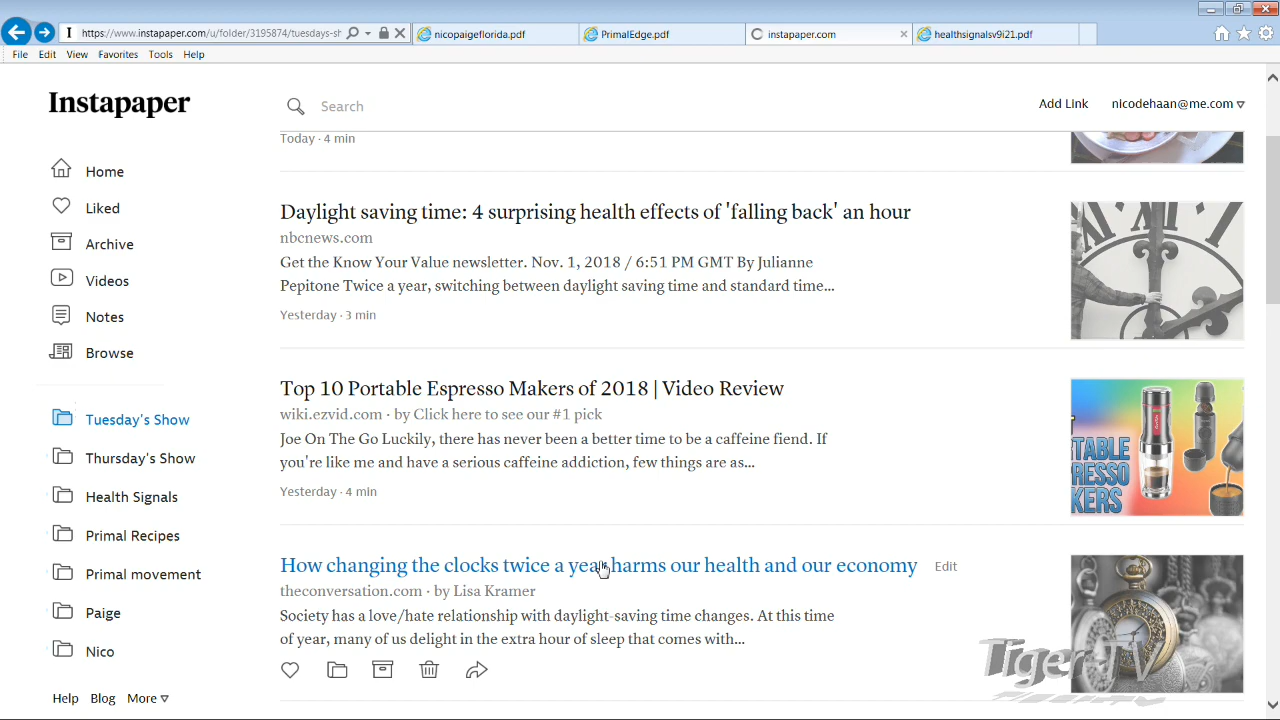 https://www.instapaper.com/u/folder/3195874/tuesdays-sh
nicopaigeflorida.pdf
PrimalEdge.pdf
instapaper.com
healthsignalsv9i21.pdf
File Edit View Favorites Tools Help
Instapaper
Search
Add Link
nicodehaan@me.com
Home
Liked
Archive
Videos
Notes
Browse
Tuesday's Show
Thursday's Show
Health Signals
Primal Recipes
Primal movement
Paige
Nico
Help Blog More
Today · 4 min
Daylight saving time: 4 surprising health effects of 'falling back' an hour
nbcnews.com
Get the Know Your Value newsletter. Nov. 1, 2018 / 6:51 PM GMT By Julianne
Pepitone Twice a year, switching between daylight saving time and standard time...
Yesterday · 3 min
Top 10 Portable Espresso Makers of 2018 | Video Review
wiki.ezvid.com · by Click here to see our #1 pick
Joe On The Go Luckily, there has never been a better time to be a caffeine fiend. If
you're like me and have a serious caffeine addiction, few things are as...
Yesterday · 4 min
TABLE
RESSO
KERS
How changing the clocks twice a year harms our health and our economy
Edit
theconversation.com · by Lisa Kramer
Society has a love/hate relationship with daylight-saving time changes. At this time
of year, many of us delight in the extra hour of sleep that comes with...
Tiger TV